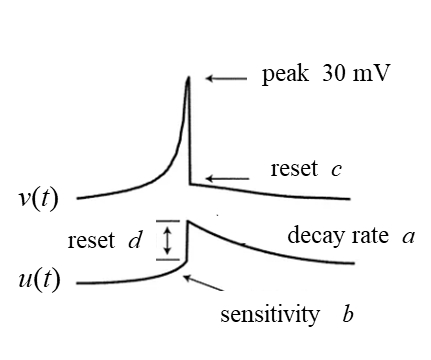 peak 30 mV
reset c
v(t)
reset d
decay rate a
u(t)
sensitivity b